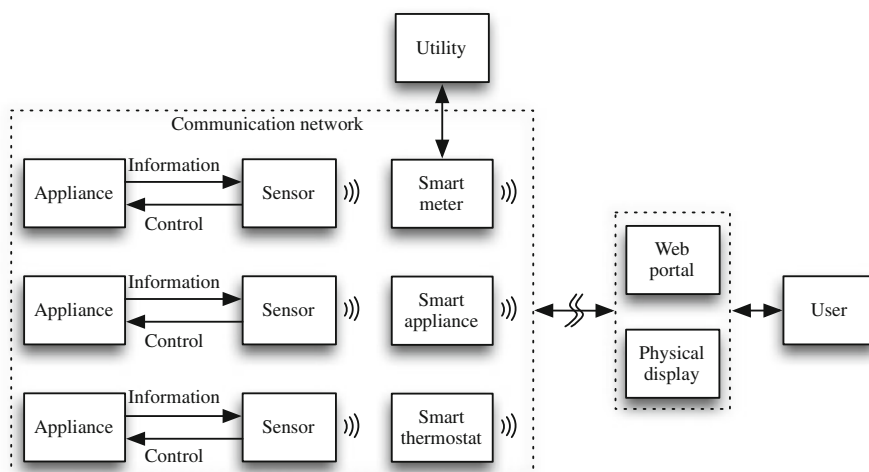 Utility
Communication network
Appliance
Information
Control
Sensor
Smart
meter
Appliance
Information
Control
Sensor
Smart
appliance
Appliance
Information
Control
Sensor
Smart
thermostat
Web
portal
Physical
display
User